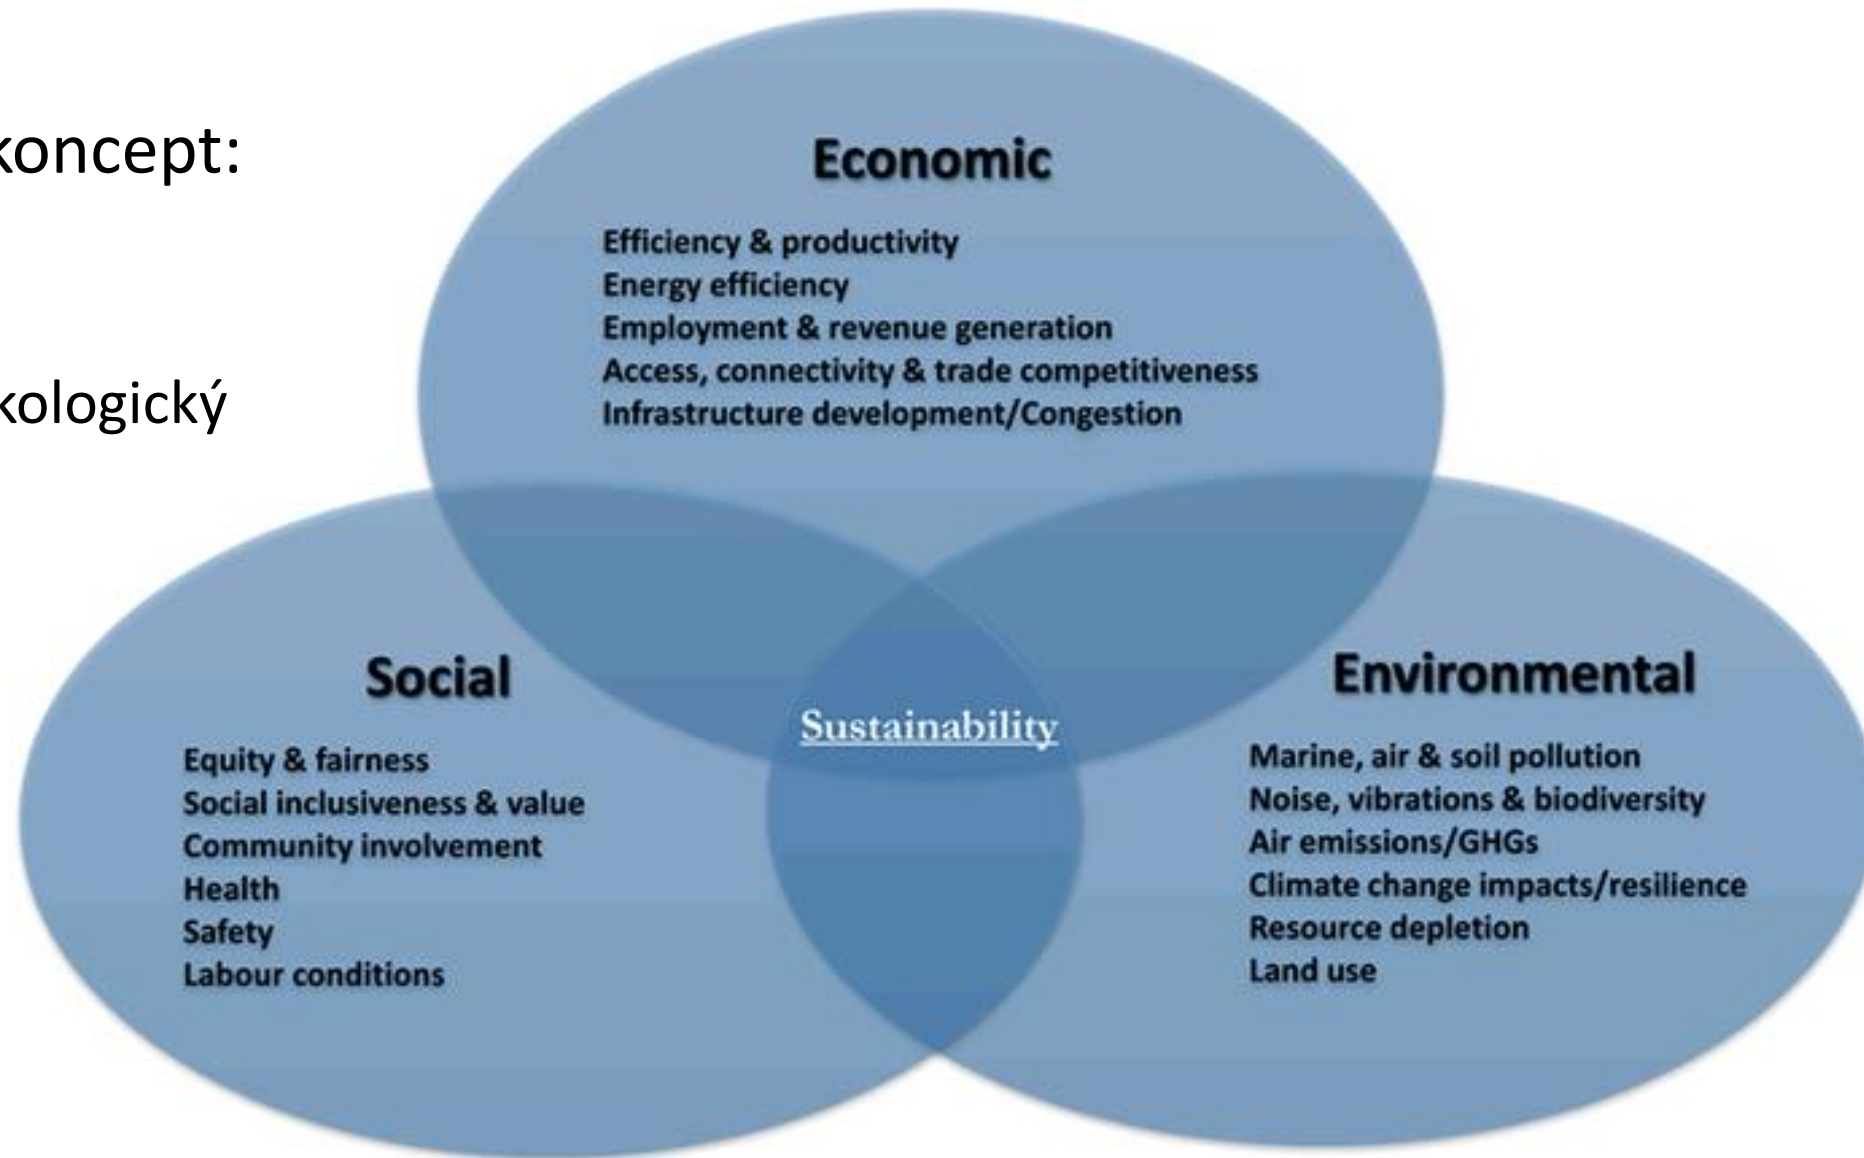 koncept:
kologický
Economic
Efficiency & productivity
Energy efficiency
Employment & revenue generation
Access, connectivity & trade competitiveness
Infrastructure development/Congestion
Social
Equity & fairness
Social inclusiveness & value
Community involvement
Health
Safety
Labour conditions
Sustainability
Environmental
Marine, air & soil pollution
Noise, vibrations & biodiversity
Air emissions/GHGs
Climate change impacts/resilience
Resource depletion
Land use